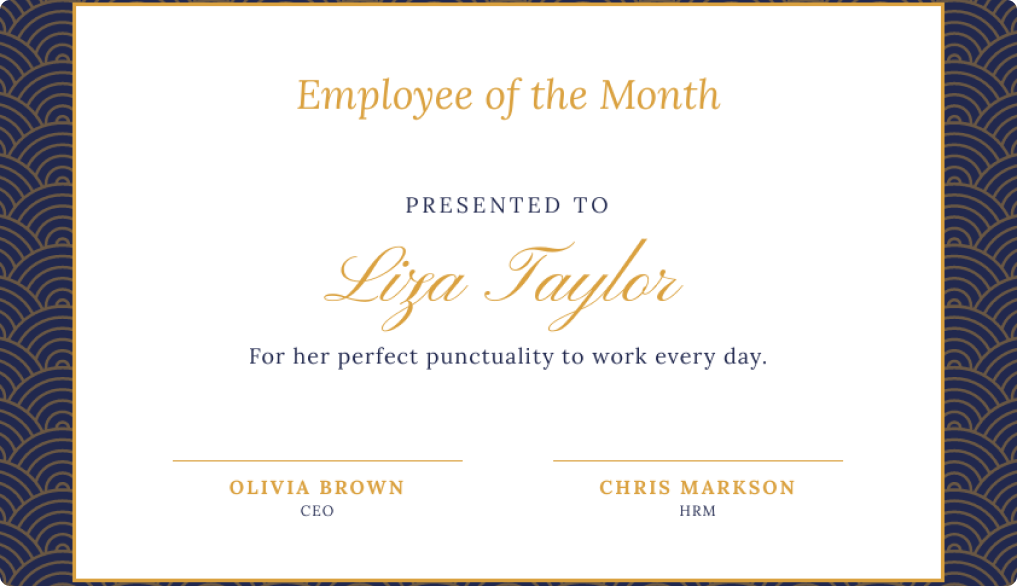 Employee of the Month
PRESENTED TO
Liza Taylor
For her perfect punctuality to work every day.
OLIVIA BROWN
CEO
CHRIS MARKSON
HRM